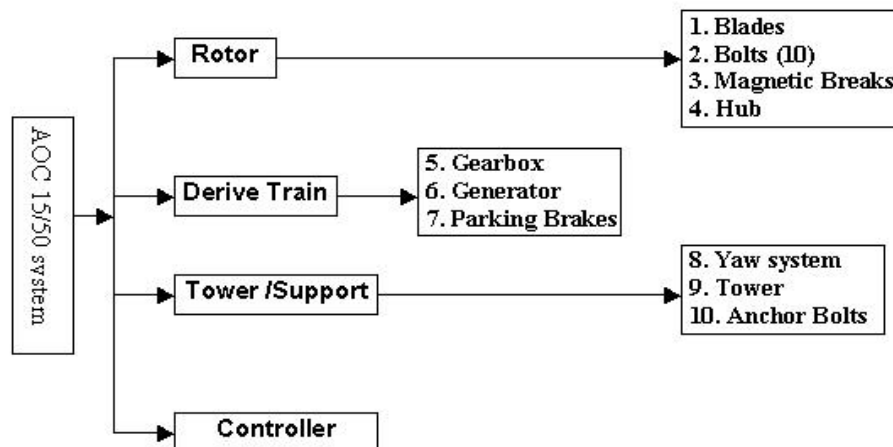 AOC 15/50 system
Rotor
1. Blades
2. Bolts (10)
3. Magnetic Breaks
4. Hub
Derive Train
5. Gearbox
6. Generator
7. Parking Brakes
Tower /Support
8. Yaw system
9. Tower
10. Anchor Bolts
Controller